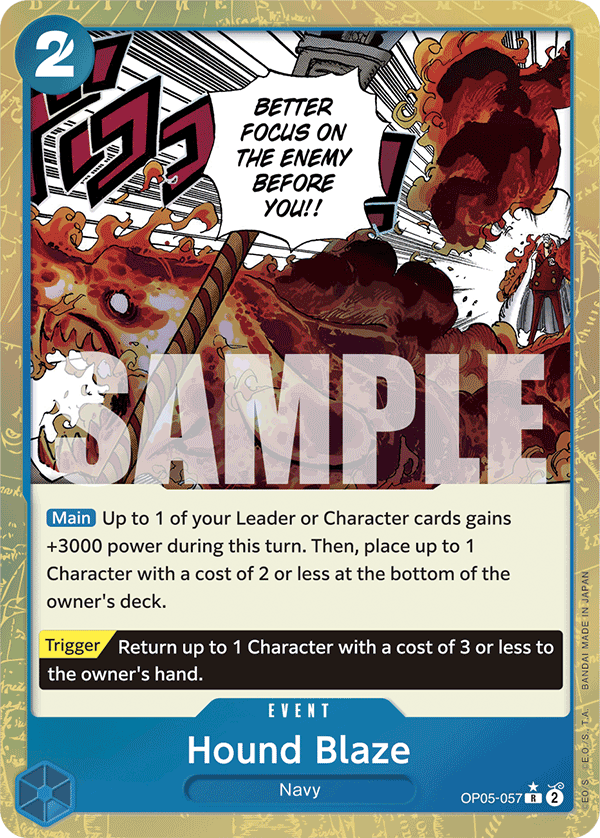 2
BETTER
FOCUS ON
THE ENEMY
BEFORE
YOU!!
SAMPLE
Main Up to 1 of your Leader or Character cards gains
+3000 power during this turn. Then, place up to 1
Character with a cost of 2 or less at the bottom of the
owner's deck.
Trigger Return up to 1 Character with a cost of 3 or less to
the owner's hand.
EVENT
Hound Blaze
Navy
OP05-057 R 2
©E.O./S. ©E.O./S., T.A. BANDAI MADE IN JAPAN